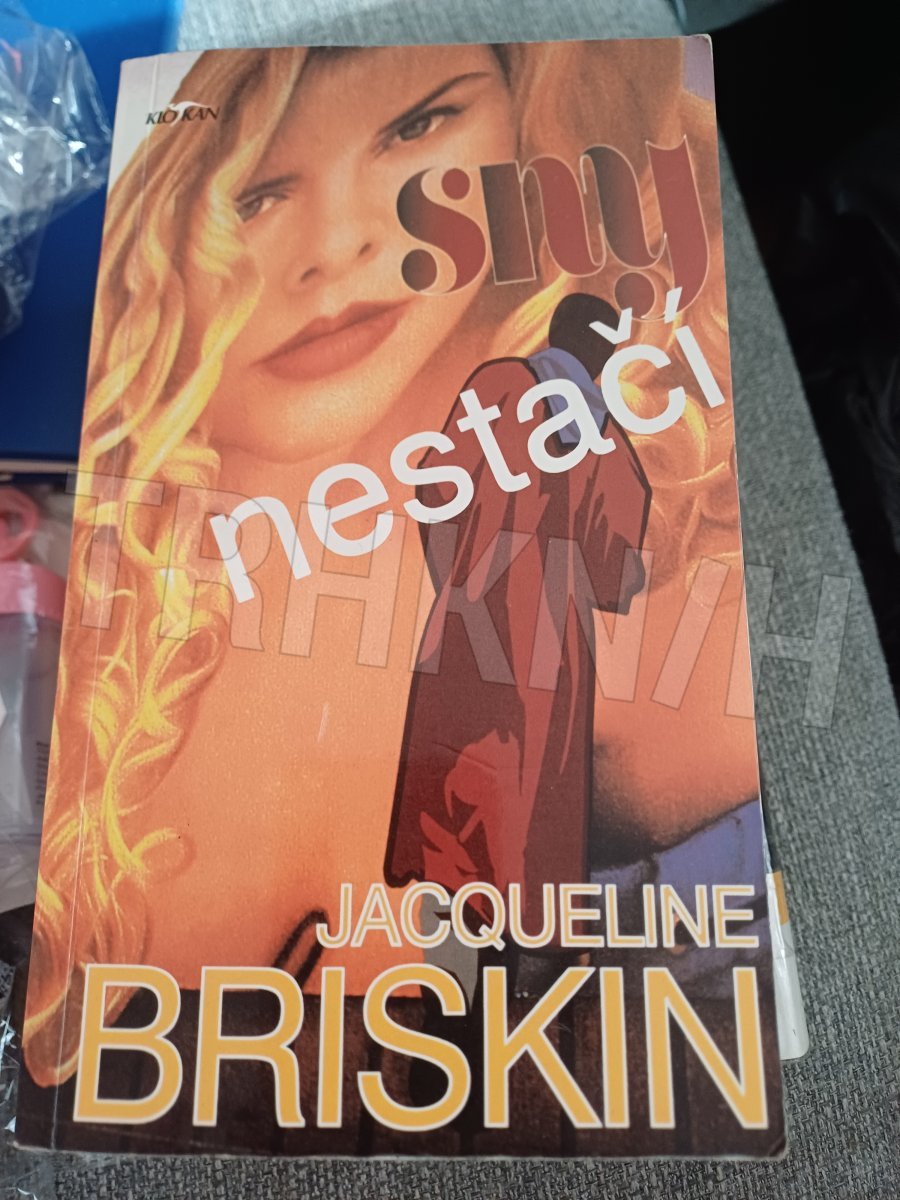 KLOKAN
sny
nestačí
TRHKNIH
JACQUELINE
BRISKIN